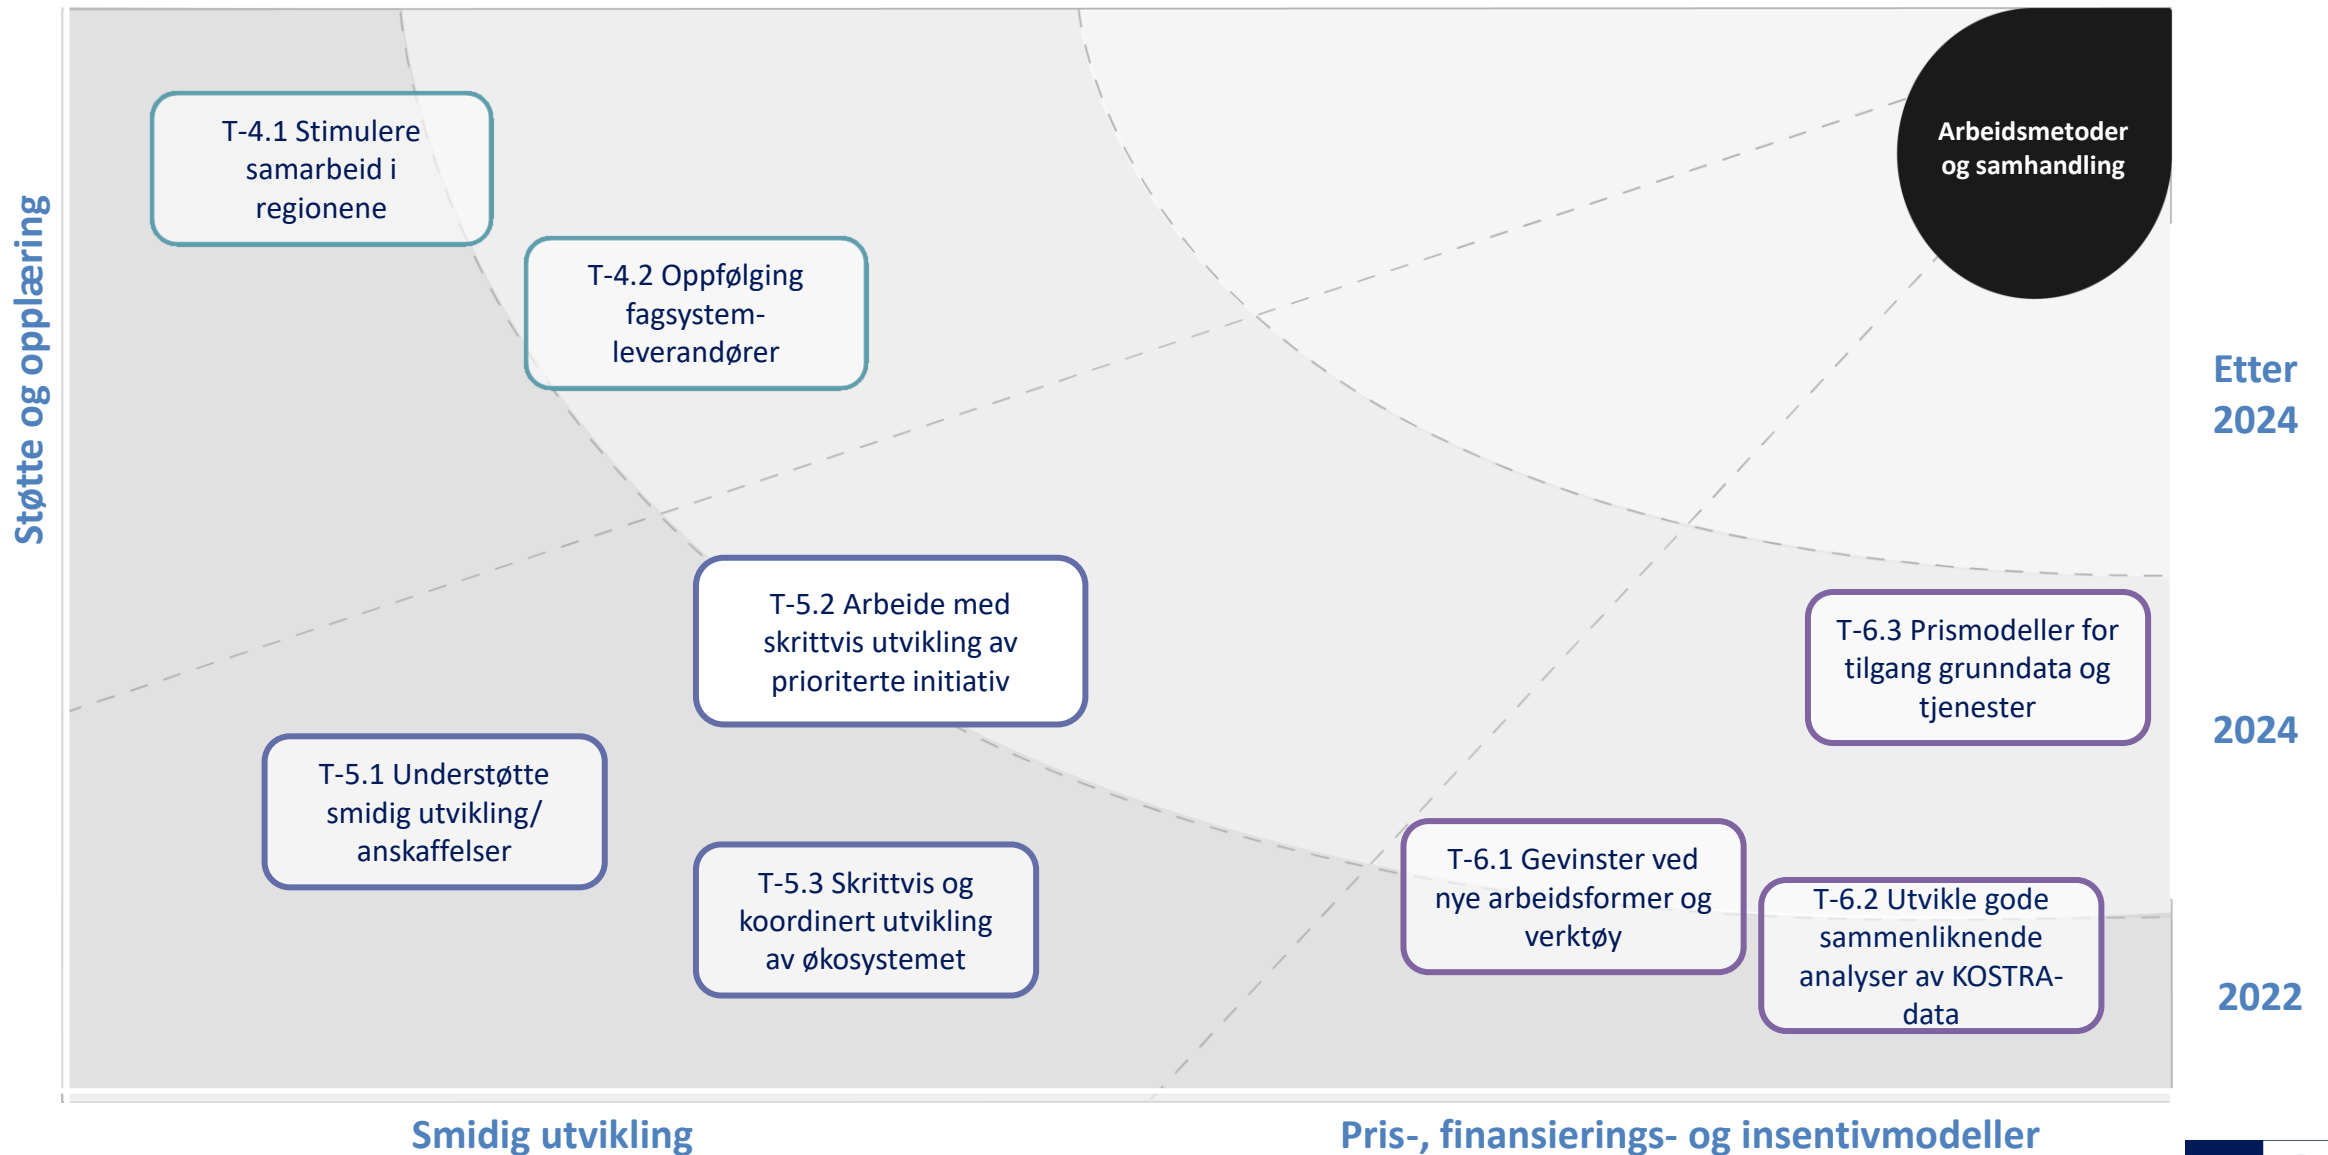 Støtte og opplæring
T-4.1 Stimulere
samarbeid i
regionene
T-4.2 Oppfølging
fagsystem-
leverandører
Arbeidsmetoder
og samhandling
Etter
2024
T-5.2 Arbeide med
skrittvis utvikling av
prioriterte initiativ
T-6.3 Prismodeller for
tilgang grunndata og
tjenester
2024
T-5.1 Understøtte
smidig utvikling/
anskaffelser
T-5.3 Skrittvis og
koordinert utvikling
av økosystemet
T-6.1 Gevinster ved
nye arbeidsformer og
verktøy
T-6.2 Utvikle gode
sammenliknende
analyser av KOSTRA-
data
2022
Smidig utvikling
Pris-, finansierings- og insentivmodeller